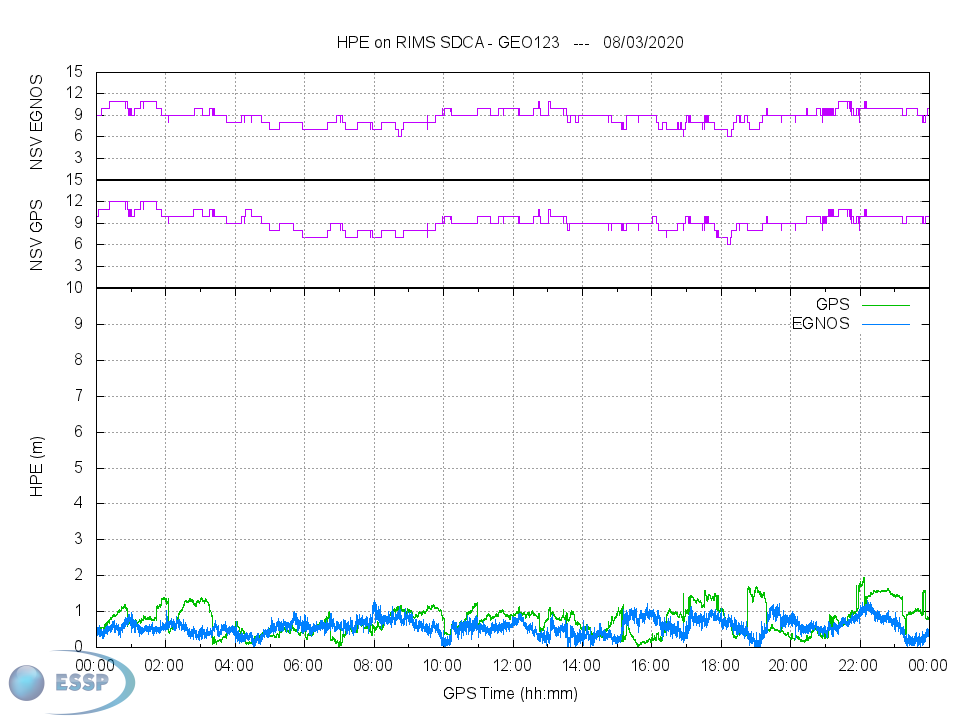 HPE on RIMS SDCA - GEO123 --- 08/03/2020
NSV EGNOS
15
12
9
6
3
NSV GPS
15
12
9
6
3
HPE (m)
10
9
8
7
6
5
4
3
2
1
0
GPS
EGNOS
00:00 02:00 04:00 06:00 08:00 10:00 12:00 14:00 16:00 18:00 20:00 22:00 00:00
GPS Time (hh:mm)
ESSP